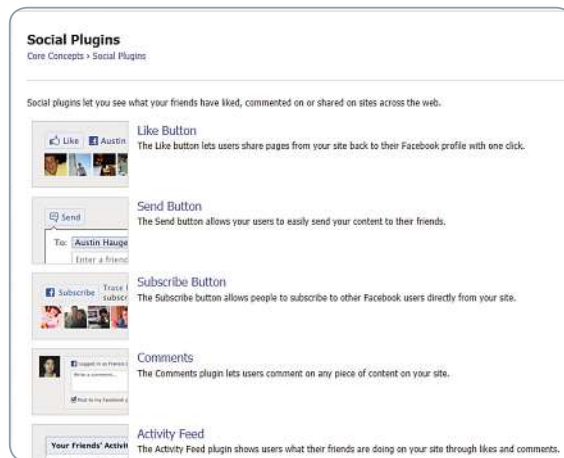 Social Plugins
Core Concepts › Social Plugins
Social plugins let you see what your friends have liked, commented on or shared on sites across the web.
Like Austin
Like Button
The Like button lets users share pages from your site back to their Facebook profile with one click.
Send
To: Austin Hauge
Enter a friend
Send Button
The Send button allows your users to easily send your content to their friends.
Subscribe
subscr
Subscribe Button
The Subscribe button allows people to subscribe to other Facebook users directly from your site.
Write a comment...
Comments
The Comments plugin lets users comment on any piece of content on your site.
Your Friends' Activit
Activity Feed
The Activity Feed plugin shows users what their friends are doing on your site through likes and comments.